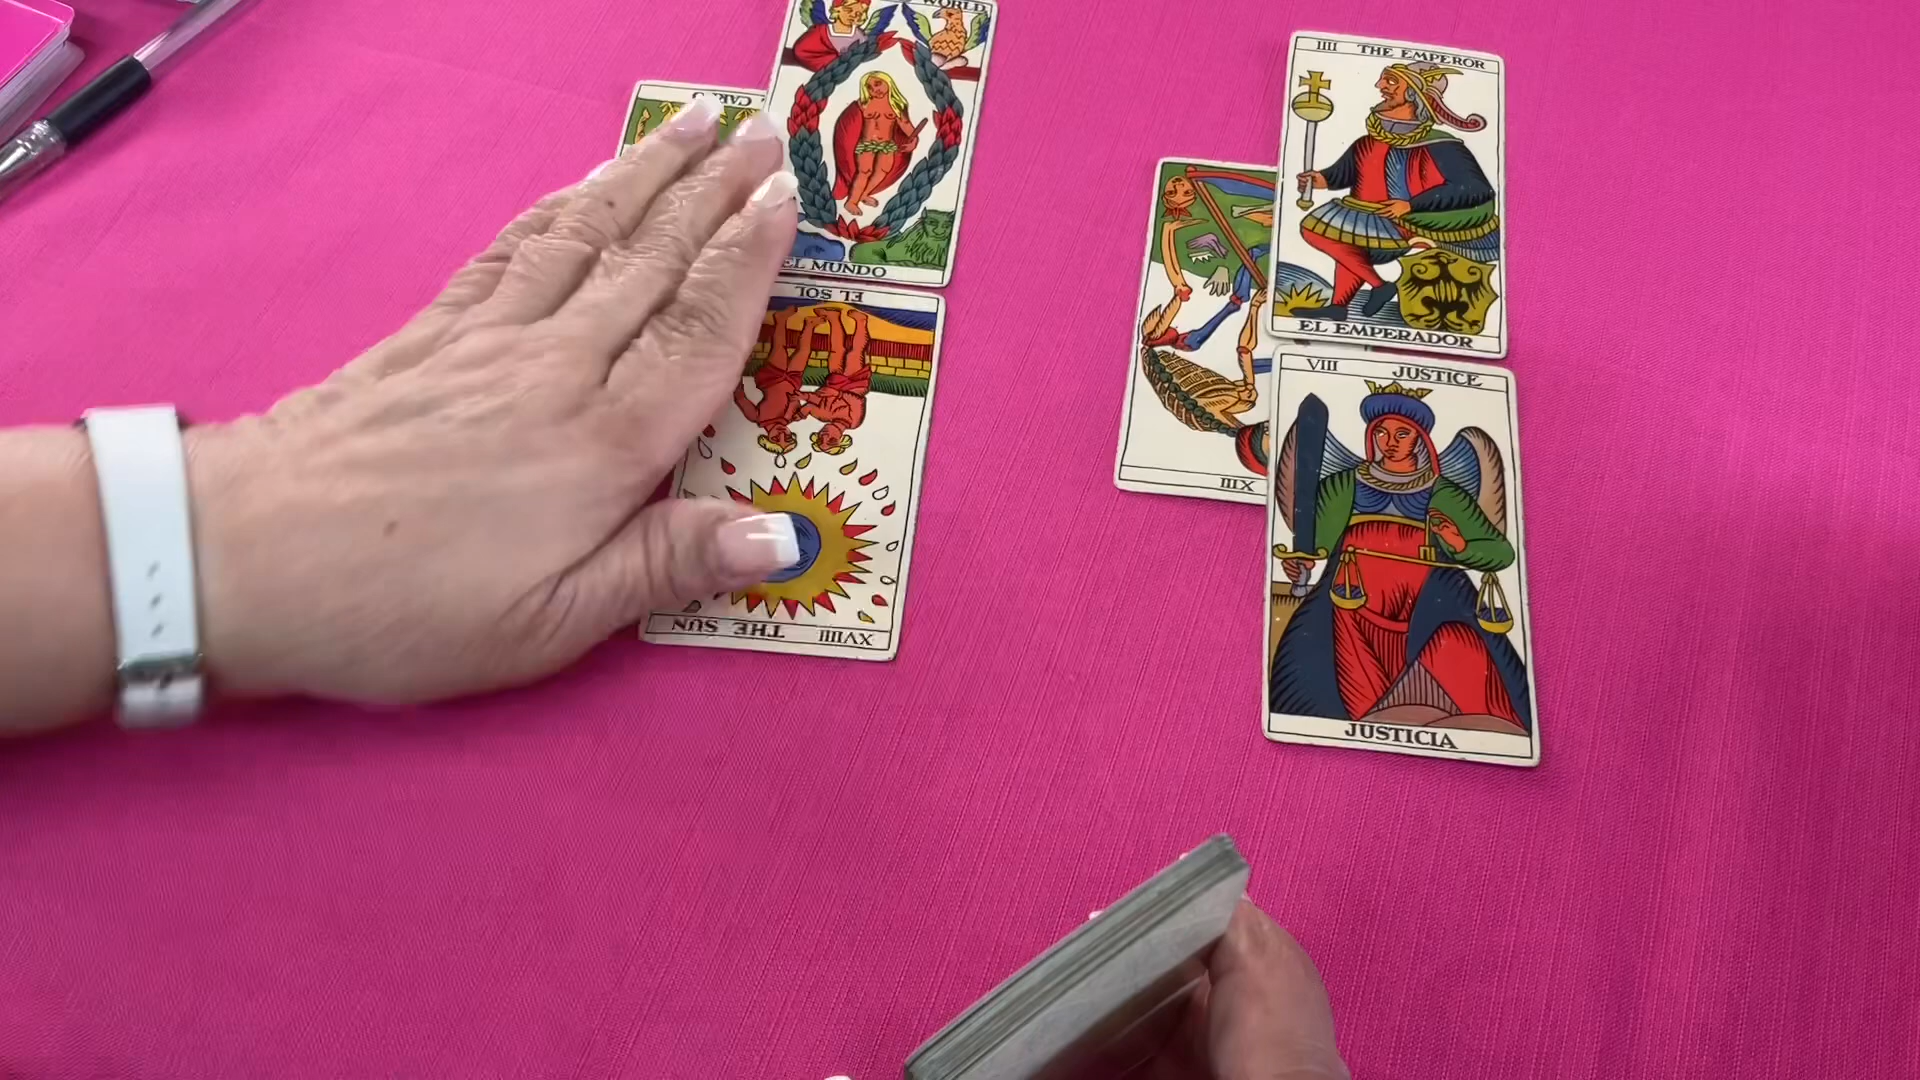 WORLD
EL MUNDO
EL SOL
THE SUN XVIIII
IIII THE EMPEROR
EL EMPERADOR
XIII
VIII JUSTICE
JUSTICIA